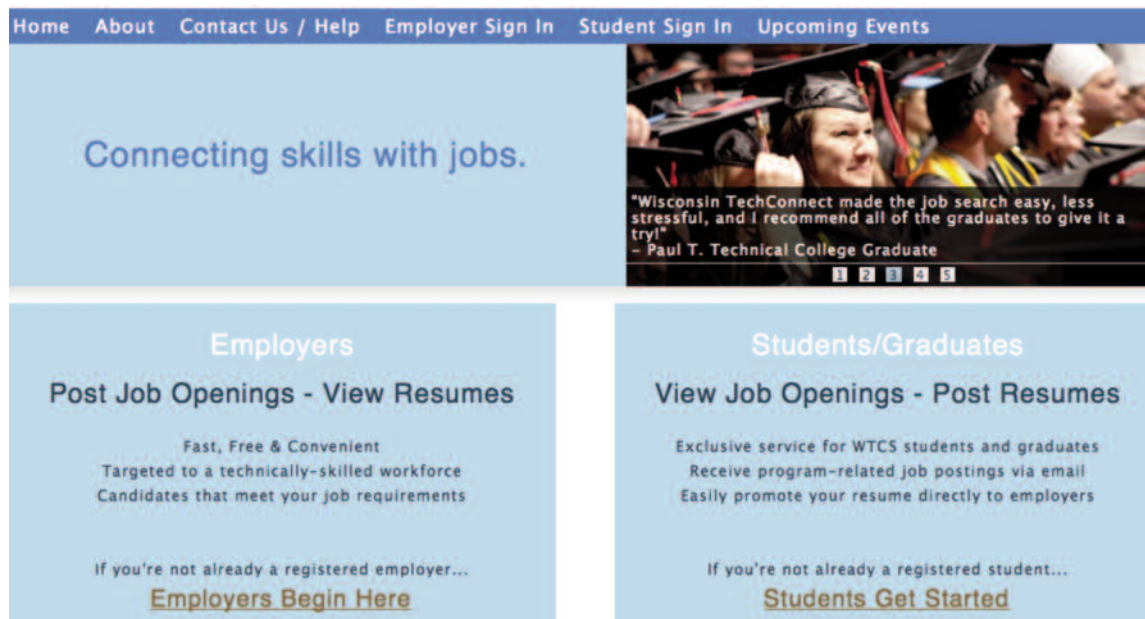 Home About Contact Us / Help Employer Sign In Student Sign In Upcoming Events
Connecting skills with jobs.
"Wisconsin TechConnect made the job search easy, less
stressful, and I recommend all of the graduates to give it a
try!"
– Paul T. Technical College Graduate
1 2 3 4 5
Employers
Post Job Openings - View Resumes
Fast, Free & Convenient
Targeted to a technically-skilled workforce
Candidates that meet your job requirements
If you're not already a registered employer...
Employers Begin Here
Students/Graduates
View Job Openings - Post Resumes
Exclusive service for WTCS students and graduates
Receive program-related job postings via email
Easily promote your resume directly to employers
If you're not already a registered student...
Students Get Started